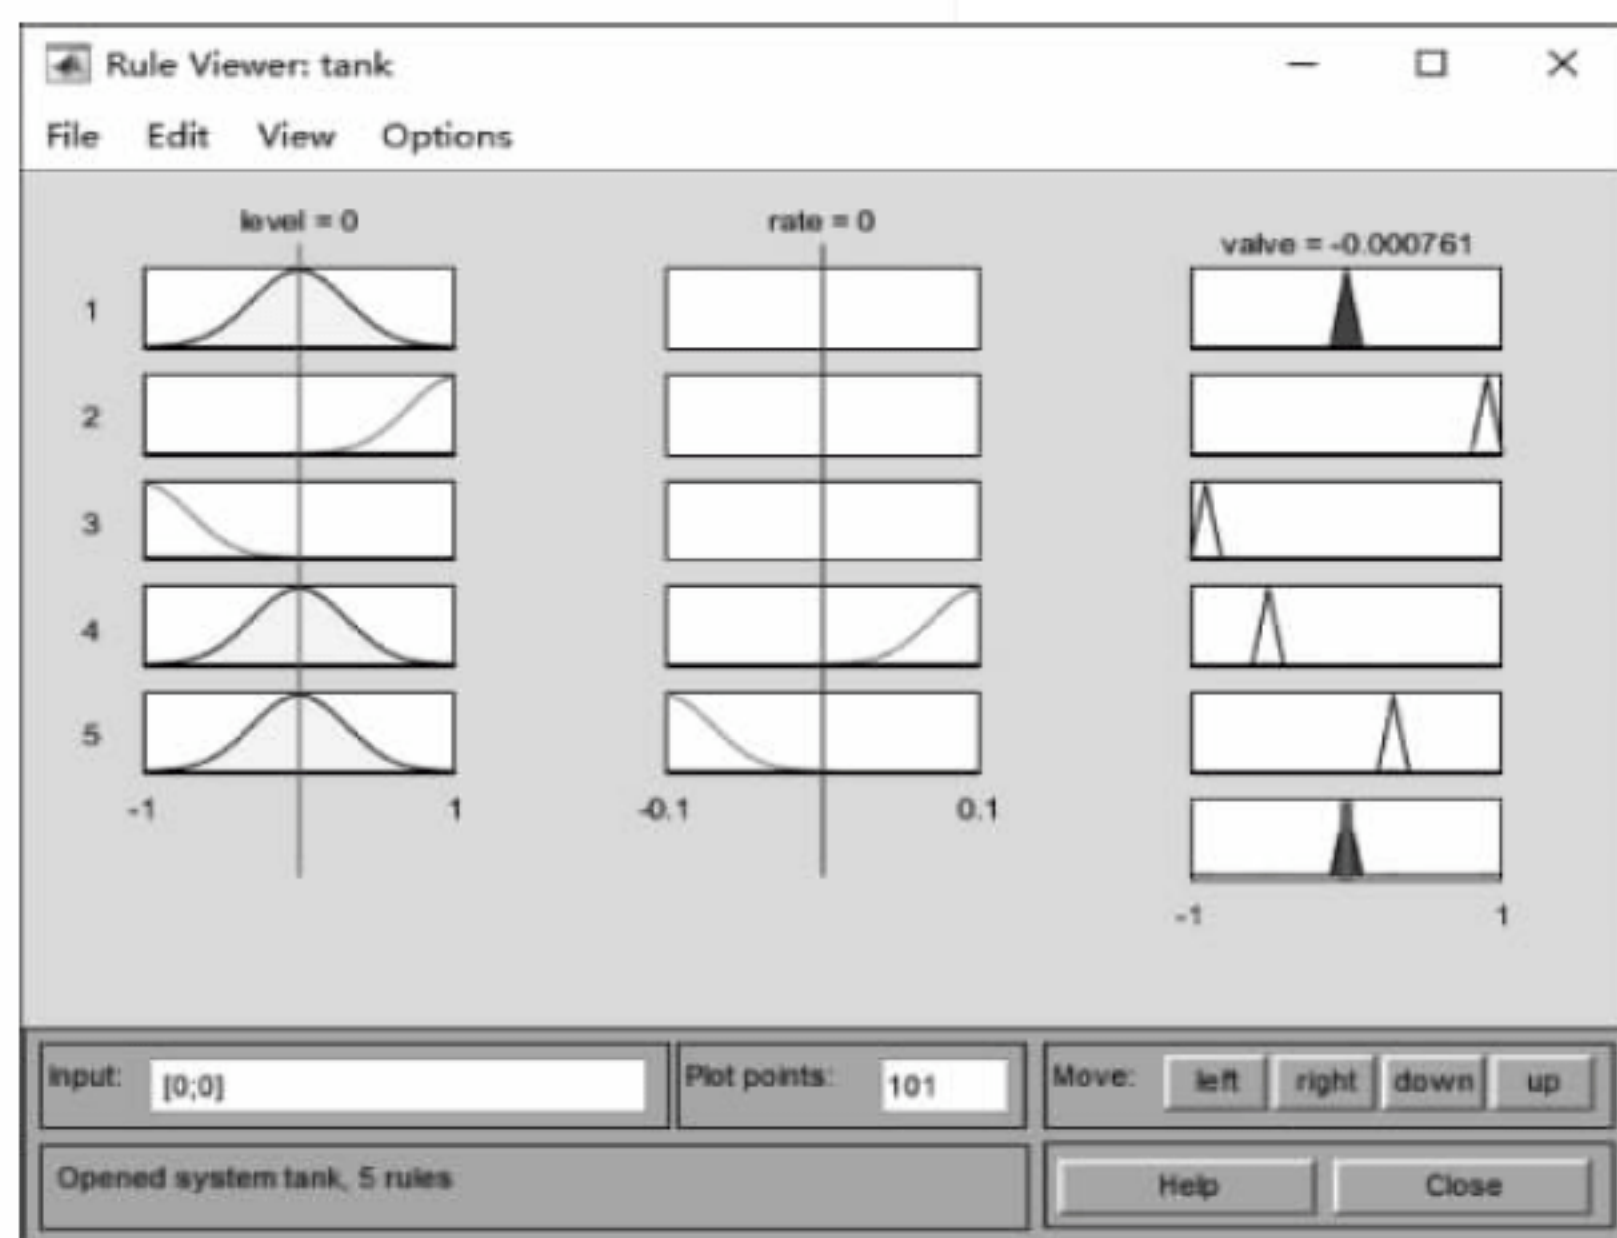 Rule Viewer: tank
File Edit View Options
level = 0 rate = 0 valve = -0.000761
1
2
3
4
5
-1 1 -0.1 0.1
-1 1
Input: [0;0] Plot points: 101 Move: left right down up
Opened system tank, 5 rules Help Close